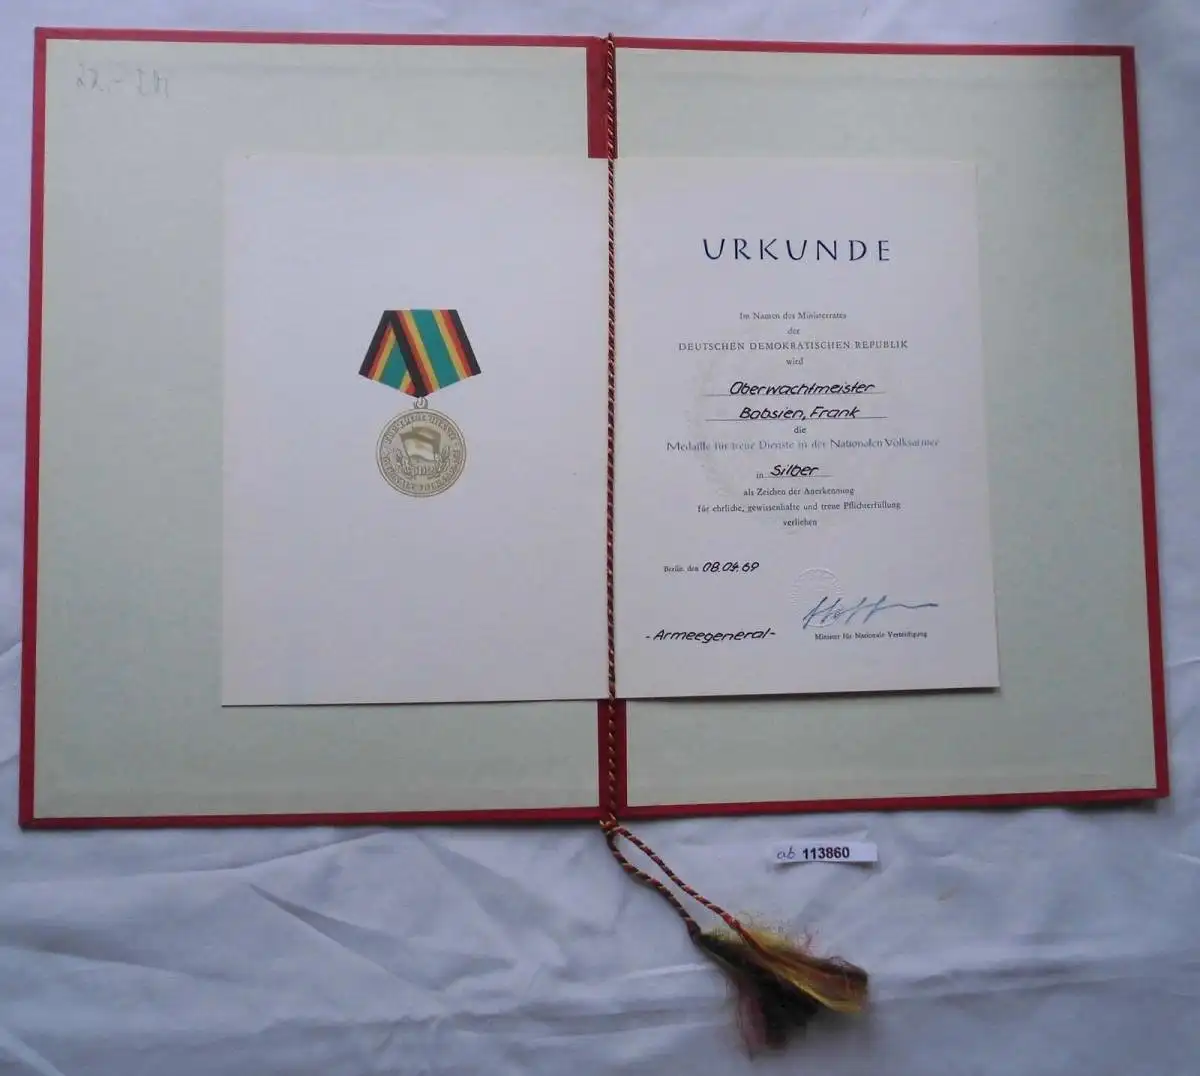 URKUNDE
Im Namen des Ministerrates
der
DEUTSCHEN DEMOKRATISCHEN REPUBLIK
wird
Oberwachtmeister
Babsien, Frank
die
Medaille für treue Dienste in der Nationalen Volksarmee
in Silber
als Zeichen der Anerkennung
für ehrliche, gewissenhafte und treue Pflichterfüllung
verliehen
Berlin, den 08.04.69
-Armeegeneral-
Minister für Nationale Verteidigung
ab 113860